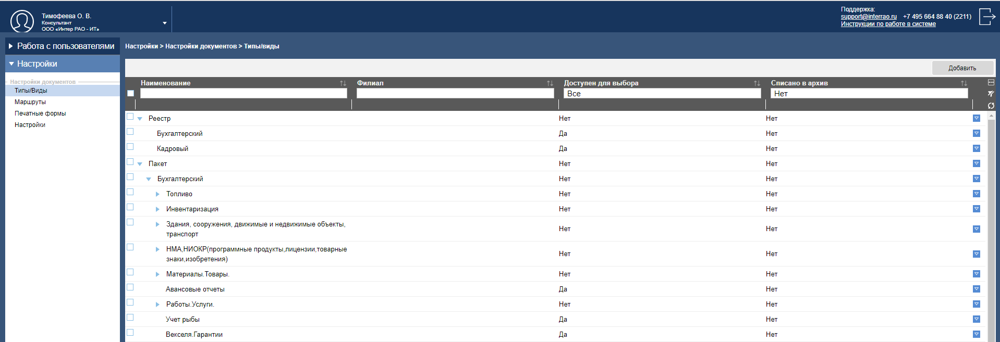 Тимофеева О. В.
Консультант
ООО «Интер РАО - ИТ»
Поддержка:
support@interrao.ru +7 495 664 88 40 (2211)
Инструкции по работе в системе
Работа с пользователями
Настройки
Настройки документов
Типы/Виды
Маршруты
Печатные формы
Настройки
Настройки > Настройки документов > Типы/виды
Добавить
Наименование Филиал Доступен для выбора Списано в архив
Все Нет
Реестр Нет Нет
Бухгалтерский Да Нет
Кадровый Да Нет
Пакет Нет Нет
Бухгалтерский Нет Нет
Топливо Нет Нет
Инвентаризация Нет Нет
Здания, сооружения, движимые и недвижимые объекты,
транспорт Нет Нет
НМА,НИОКР(программные продукты,лицензии,товарные
знаки,изобретения) Нет Нет
Материалы.Товары. Нет Нет
Авансовые отчеты Да Нет
Работы.Услуги. Нет Нет
Учет рыбы Да Нет
Векселя.Гарантии Да Нет